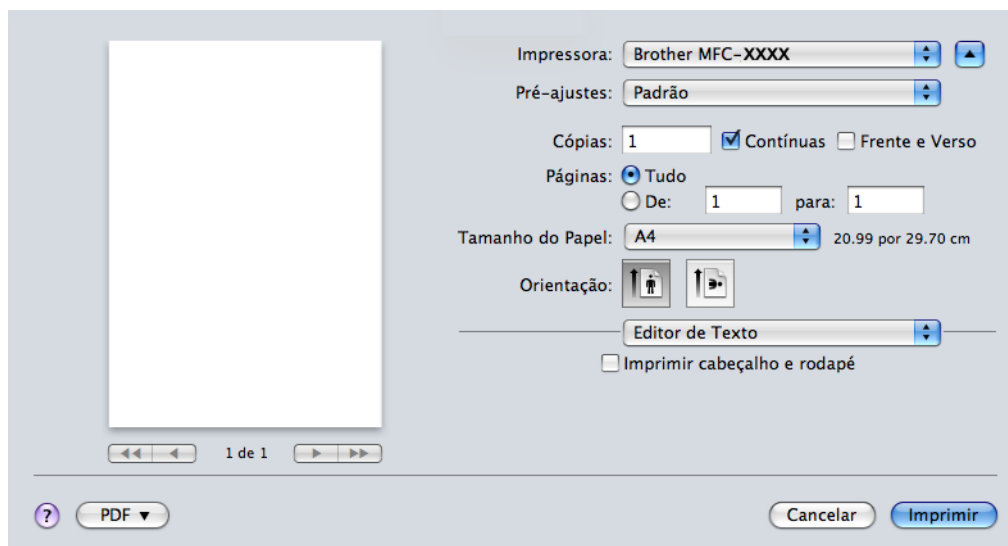 Impressora: Brother MFC-XXXX
Pré-ajustes: Padrão
Cópias: 1 Contínuas Frente e Verso
Páginas: Tudo
De: 1 para: 1
Tamanho do Papel: A4 20.99 por 29.70 cm
Orientação:
Editor de Texto
Imprimir cabeçalho e rodapé
1 de 1
? PDF Cancelar Imprimir